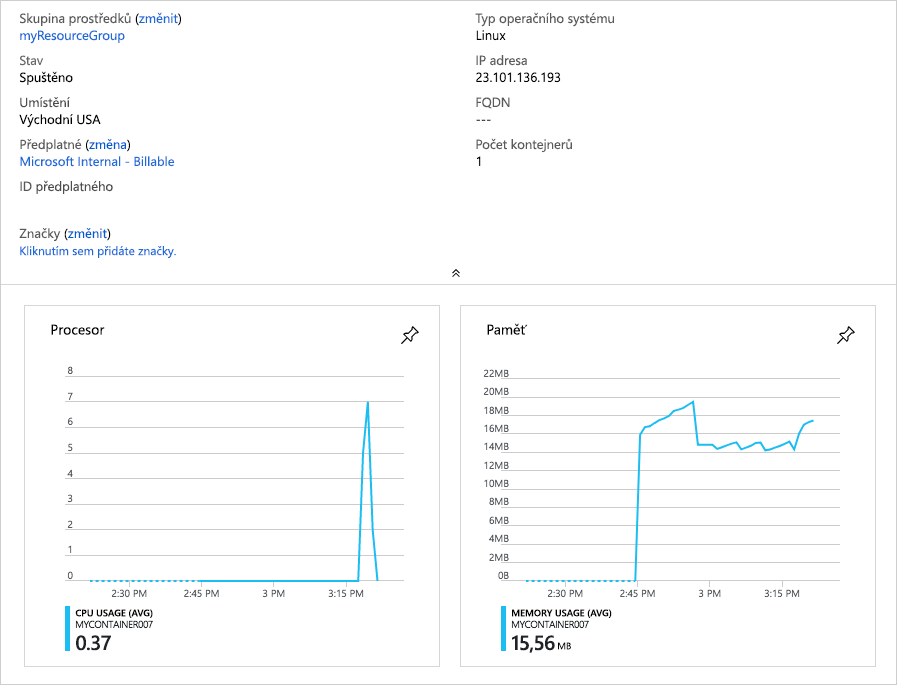 Skupina prostředků (změnit)
myResourceGroup
Stav
Spuštěno
Umístění
Východní USA
Předplatné (změna)
Microsoft Internal - Billable
ID předplatného
Značky (změnit)
Kliknutím sem přidáte značky.
Typ operačního systému
Linux
IP adresa
23.101.136.193
FQDN
---
Počet kontejnerů
1
Procesor
8
7
6
5
4
3
2
1
0
2:30 PM 2:45 PM 3 PM 3:15 PM
CPU USAGE (AVG)
MYCONTAINER007
0.37
Paměť
22MB
20MB
18MB
16MB
14MB
12MB
10MB
8MB
6MB
4MB
2MB
0B
2:30 PM 2:45 PM 3 PM 3:15 PM
MEMORY USAGE (AVG)
MYCONTAINER007
15,56 MB